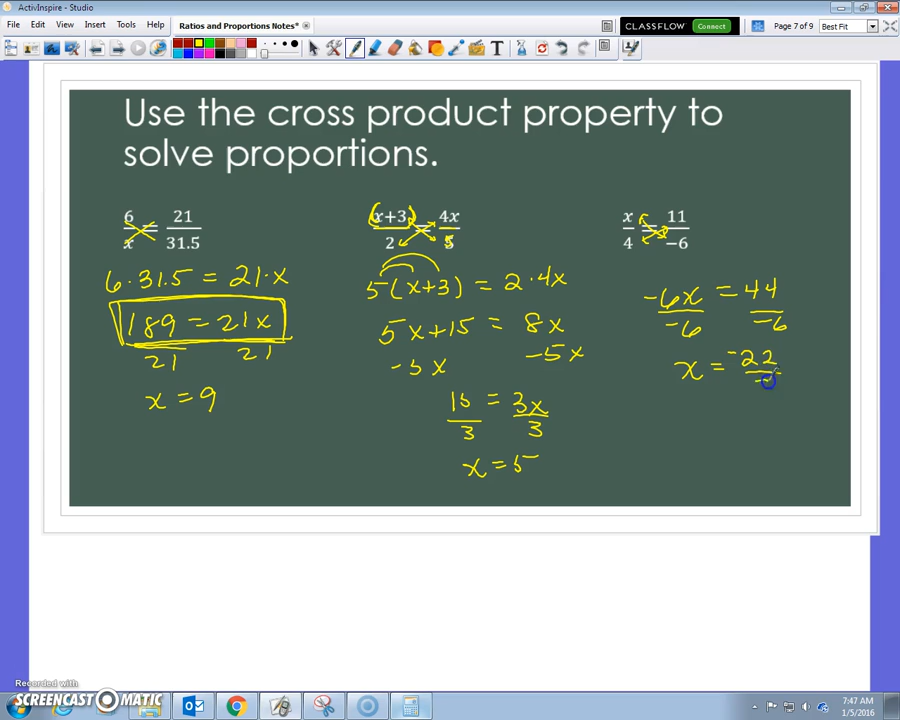 ActivInspire - Studio
File Edit View Insert Tools Help
Ratios and Proportions Notes*
CLASSFLOW
Page 7 of 9
Best Fit
Use the cross product property to
solve proportions.
6/x = 21/31.5
6·31.5 = 21·x
189 = 21x
21 21
x = 9
x+3/2 = 4x/5
5(x+3) = 2·4x
5x+15 = 8x
-5x -5x
15/3 = 3x/3
x = 5
x/4 = 11/−6
-6x/-6 = 44/-6
x = -22
Recorded with
SCREENCAST-O-MATIC
7:47 AM
1/5/2016